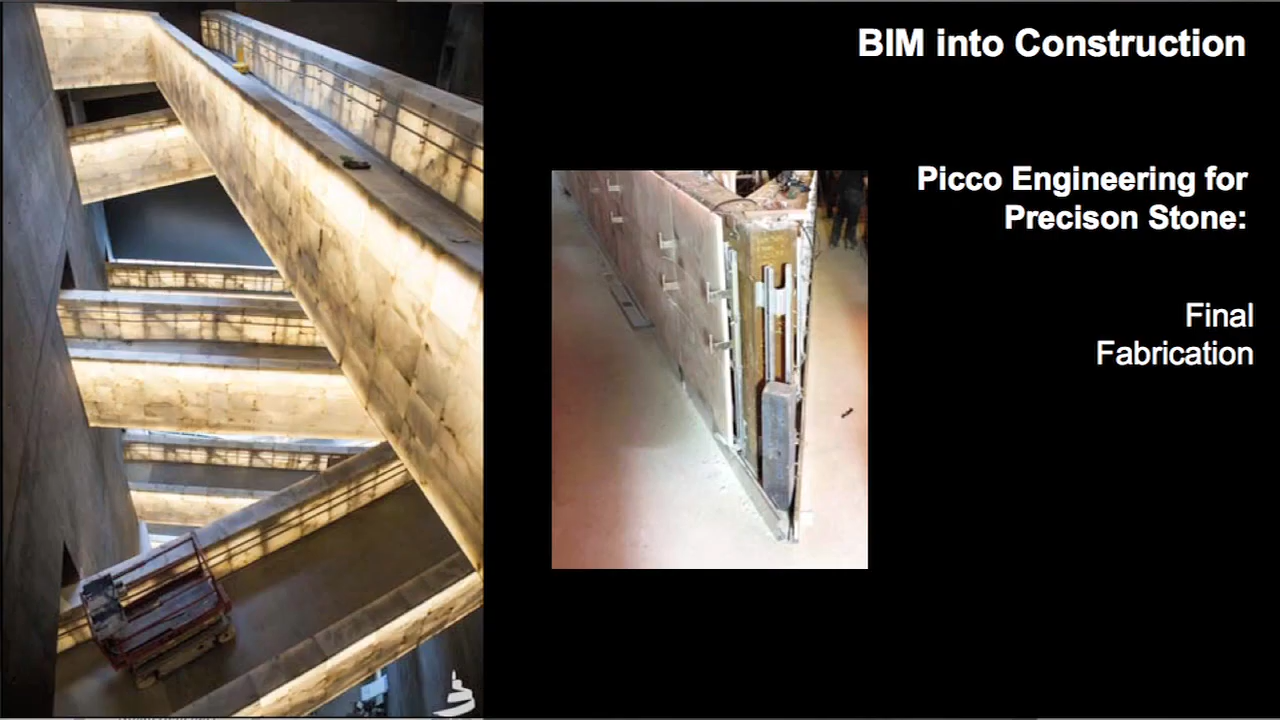 BIM into Construction
Picco Engineering for
Precison Stone:
Final
Fabrication